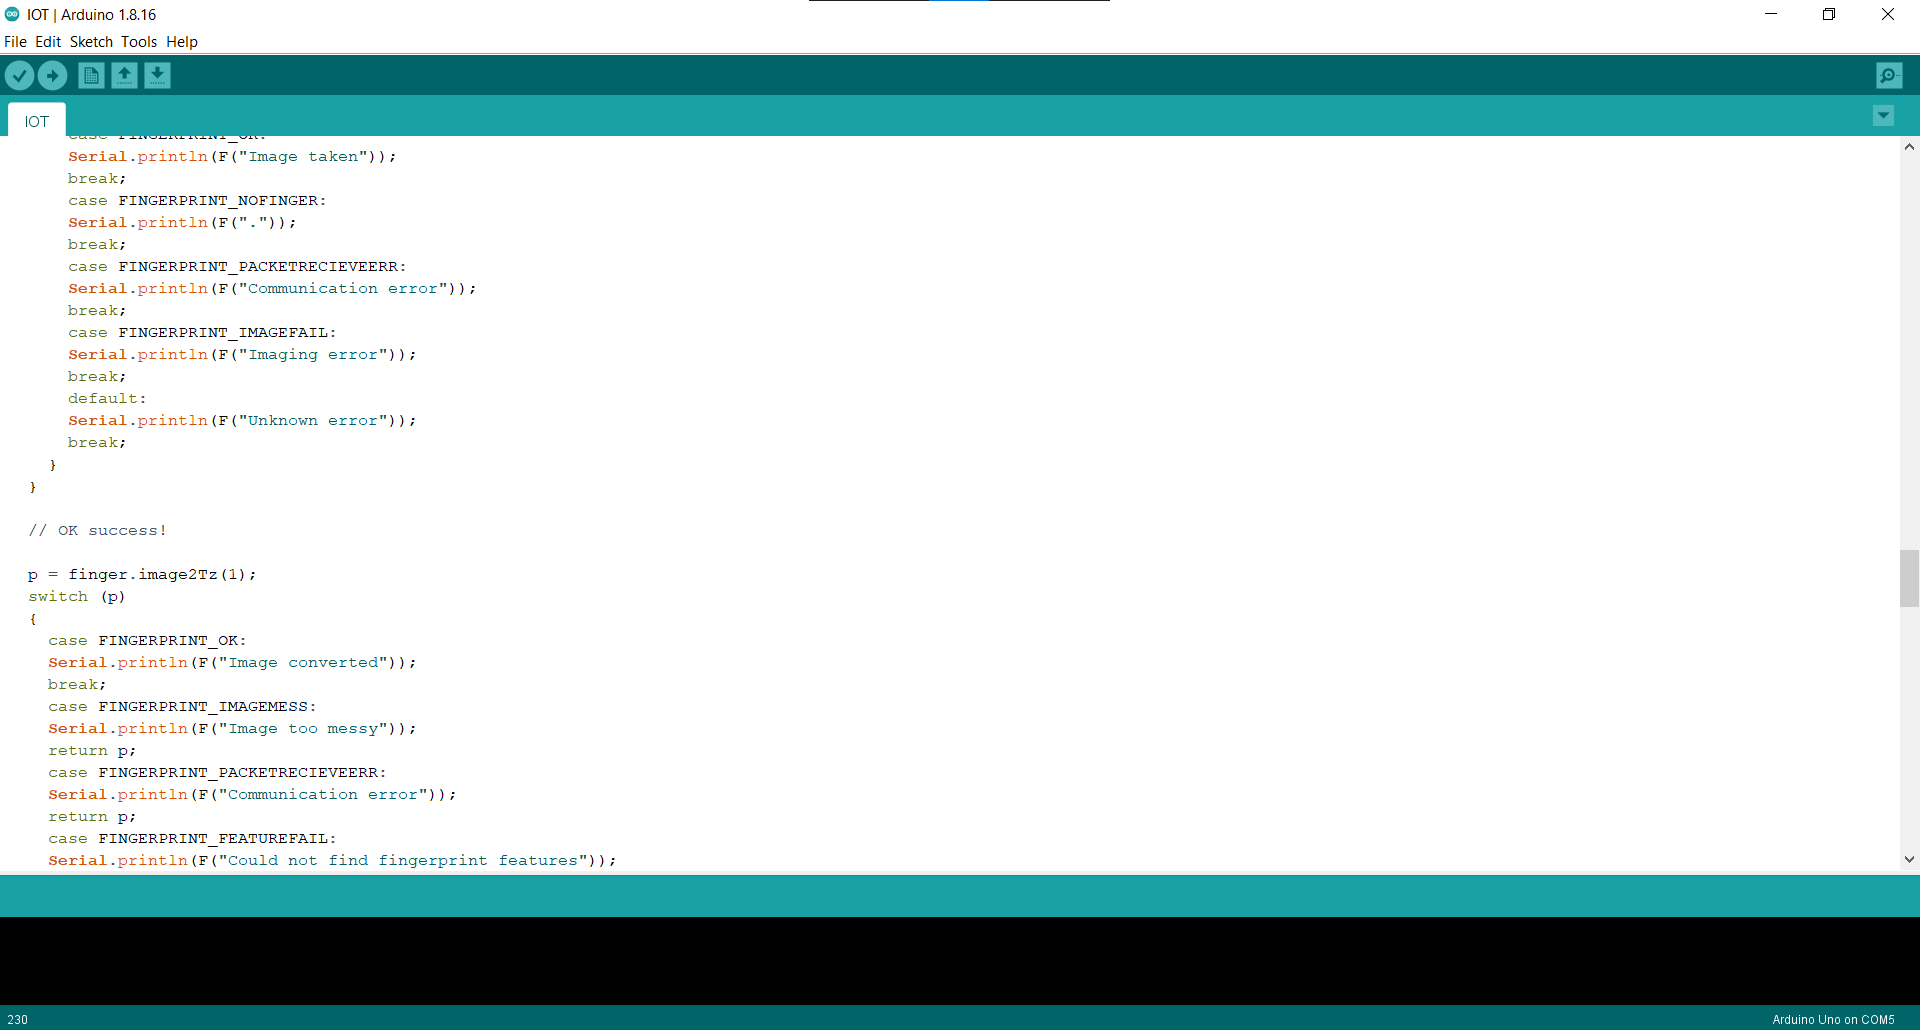 IOT | Arduino 1.8.16
File Edit Sketch Tools Help
IOT
case FINGERPRINT_OK:
Serial.println(F("Image taken"));
break;
case FINGERPRINT_NOFINGER:
Serial.println(F("."));
break;
case FINGERPRINT_PACKETRECIEVEERR:
Serial.println(F("Communication error"));
break;
case FINGERPRINT_IMAGEFAIL:
Serial.println(F("Imaging error"));
break;
default:
Serial.println(F("Unknown error"));
break;
}
}
// OK success!
p = finger.image2Tz(1);
switch (p)
{
case FINGERPRINT_OK:
Serial.println(F("Image converted"));
break;
case FINGERPRINT_IMAGEMESS:
Serial.println(F("Image too messy"));
return p;
case FINGERPRINT_PACKETRECIEVEERR:
Serial.println(F("Communication error"));
return p;
case FINGERPRINT_FEATUREFAIL:
Serial.println(F("Could not find fingerprint features"));
230
Arduino Uno on COM5